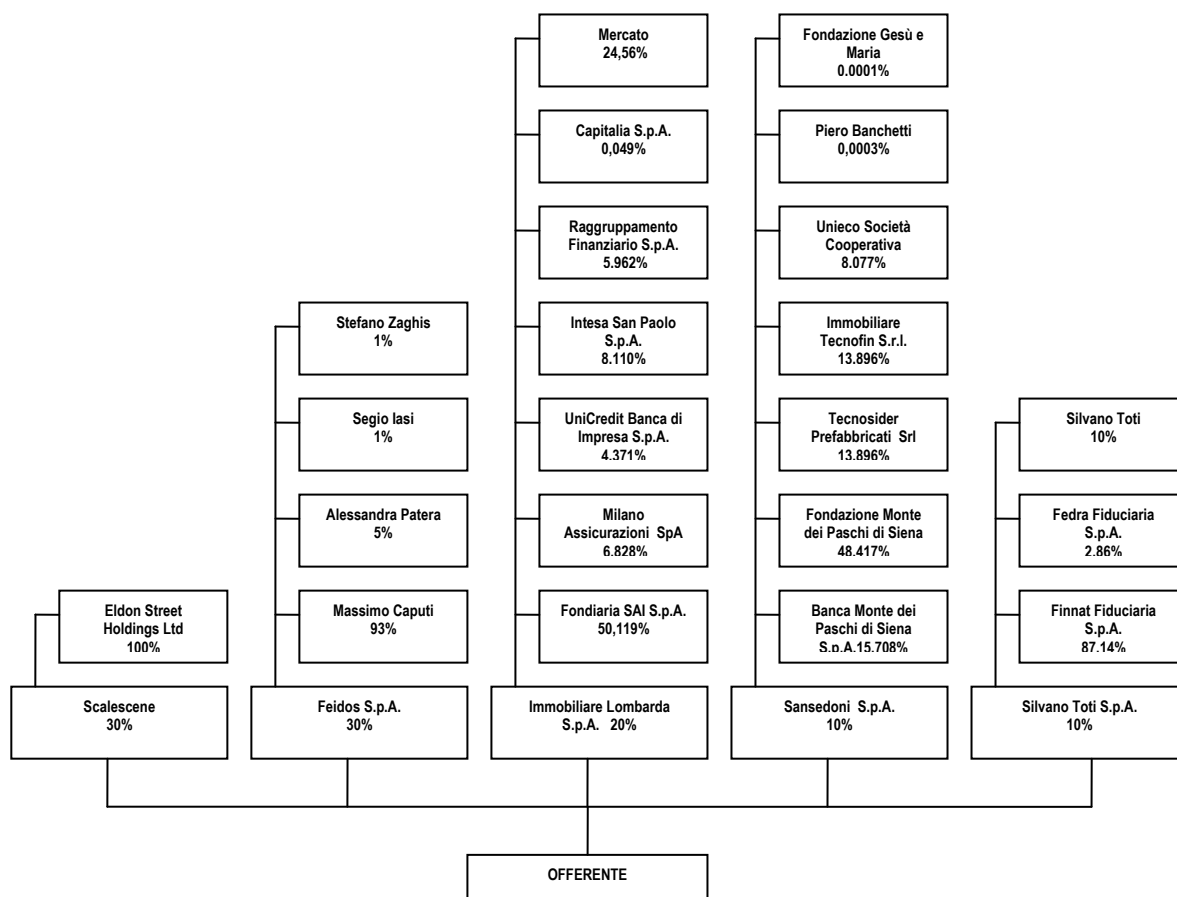 Mercato
24,56%
Capitalia S.p.A.
0,049%
Raggruppamento
Finanziario S.p.A.
5.962%
Intesa San Paolo
S.p.A.
8.110%
UniCredit Banca di
Impresa S.p.A.
4.371%
Milano
Assicurazioni SpA
6.828%
Fondiaria SAI S.p.A.
50,119%
Immobiliare Lombarda
S.p.A. 20%
Fondazione Gesù e
Maria
0.0001%
Piero Banchetti
0,0003%
Unieco Società
Cooperativa
8.077%
Immobiliare
Tecnofin S.r.l.
13.896%
Tecnosider
Prefabbricati Srl
13.896%
Fondazione Monte
dei Paschi di Siena
48.417%
Banca Monte dei
Paschi di Siena
S.p.A.15.708%
Sansedoni S.p.A.
10%
Stefano Zaghis
1%
Segio Iasi
1%
Alessandra Patera
5%
Massimo Caputi
93%
Feidos S.p.A.
30%
Eldon Street
Holdings Ltd
100%
Scalescene
30%
Silvano Toti
10%
Fedra Fiduciaria
S.p.A.
2.86%
Finnat Fiduciaria
S.p.A.
87.14%
Silvano Toti S.p.A.
10%
OFFERENTE